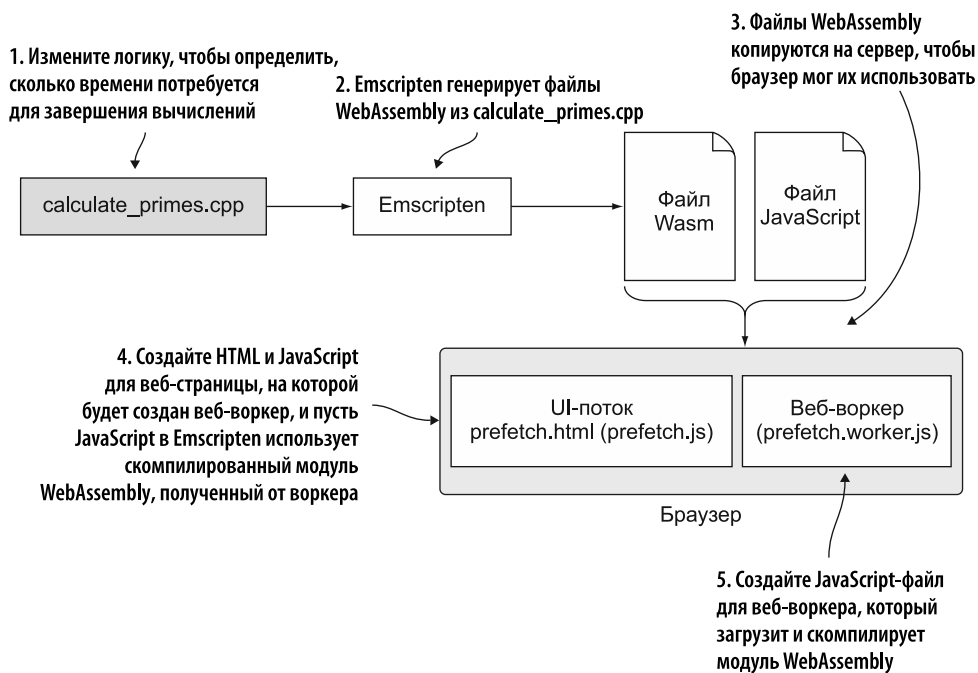 1. Измените логику, чтобы определить,
сколько времени потребуется
для завершения вычислений
2. Emscripten генерирует файлы
WebAssembly из calculate_primes.cpp
3. Файлы WebAssembly
копируются на сервер, чтобы
браузер мог их использовать
calculate_primes.cpp
Emscripten
Файл
Wasm
Файл
JavaScript
4. Создайте HTML и JavaScript
для веб-страницы, на которой
будет создан веб-воркер, и пусть
JavaScript в Emscripten использует
скомпилированный модуль
WebAssembly, полученный от воркера
UI-поток
prefetch.html (prefetch.js)
Веб-воркер
(prefetch.worker.js)
Браузер
5. Создайте JavaScript-файл
для веб-воркера, который
загрузит и скомпилирует
модуль WebAssembly